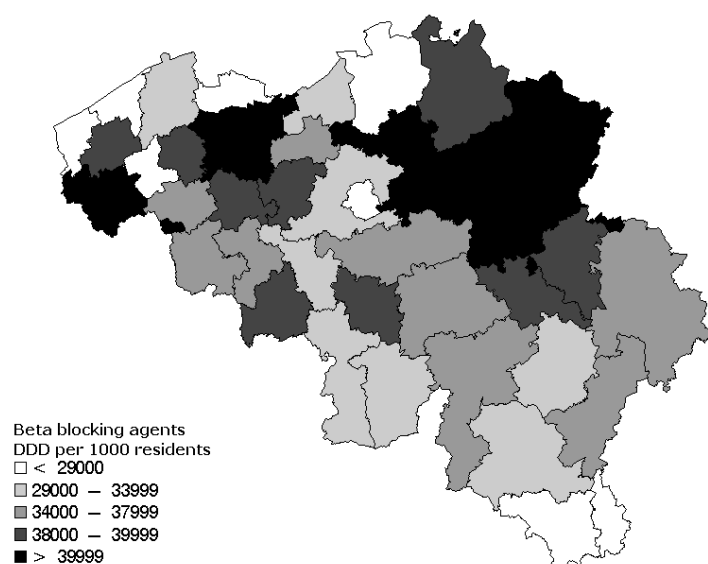 Beta blocking agents
DDD per 1000 residents
< 29000
29000 – 33999
34000 – 37999
38000 – 39999
> 39999